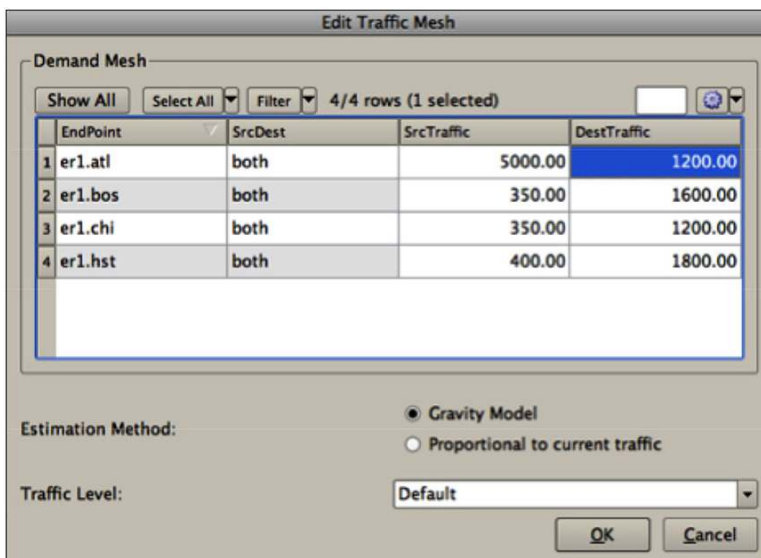 Edit Traffic Mesh
Demand Mesh
Show All Select All Filter 4/4 rows (1 selected)
EndPoint SrcDest SrcTraffic DestTraffic
1 er1.atl both 5000.00 1200.00
2 er1.bos both 350.00 1600.00
3 er1.chi both 350.00 1200.00
4 er1.hst both 400.00 1800.00
Estimation Method:
Gravity Model
Proportional to current traffic
Traffic Level: Default
OK Cancel